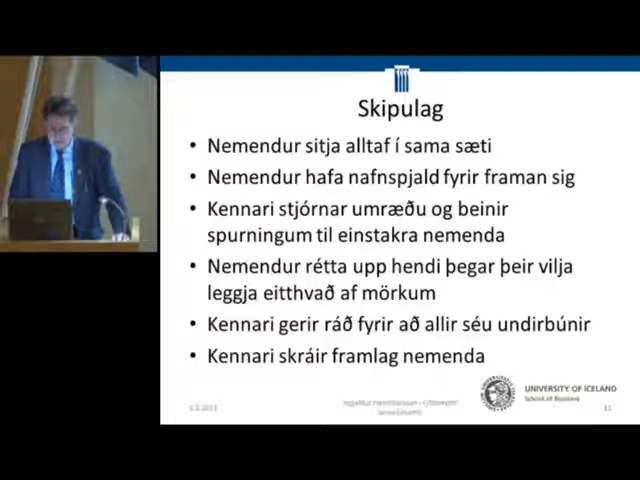 Skipulag
• Nemendur sitja alltaf í sama sæti
• Nemendur hafa nafnspjald fyrir framan sig
• Kennari stjórnar umræðu og beinir
spurningum til einstakra nemenda
• Nemendur rétta upp hendi þegar þeir vilja
leggja eitthvað af mörkum
• Kennari gerir ráð fyrir að allir séu undirbúnir
• Kennari skráir framlag nemenda
UNIVERSITY OF ICELAND
School of Business
11